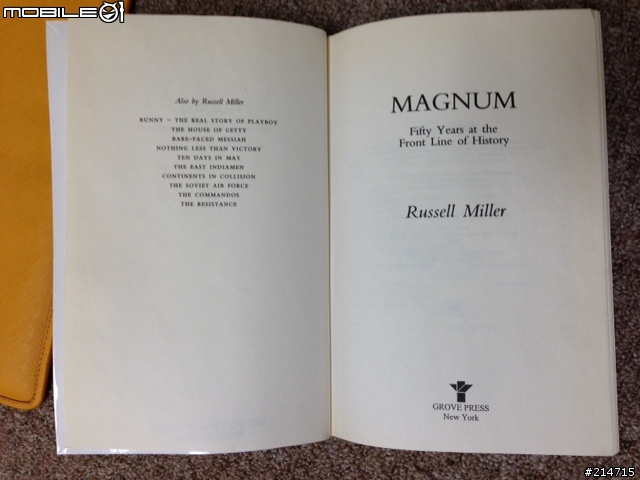 MOBILE01
Also by Russell Miller
BUNNY – THE REAL STORY OF PLAYBOY
THE HOUSE OF GETTY
BARE-FACED MESSIAH
NOTHING LESS THAN VICTORY
TEN DAYS IN MAY
THE EAST INDIAMEN
CONTINENTS IN COLLISION
THE SOVIET AIR FORCE
THE COMMANDOS
THE RESISTANCE
MAGNUM
Fifty Years at the
Front Line of History
Russell Miller
GROVE PRESS
New York
#214715